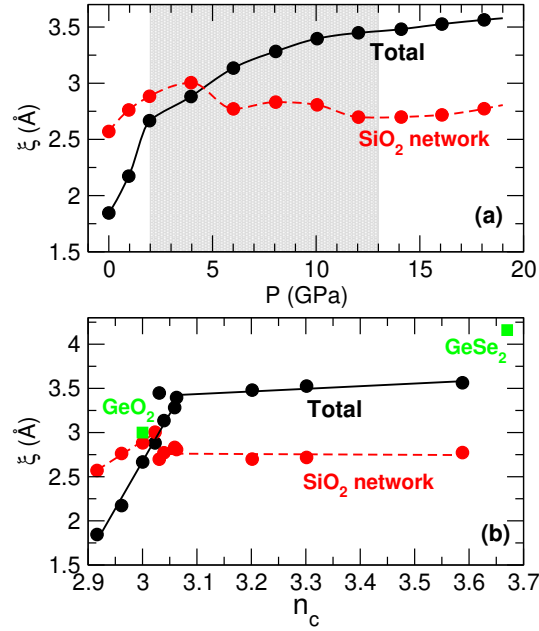 3.5
3
2.5
2
1.5
ξ (Å)
Total
SiO2 network
(a)
0 5 10 15 20
P (GPa)
4
3.5
3
2.5
2
1.5
ξ (Å)
GeSe2
GeO2
Total
SiO2 network
(b)
2.9 3 3.1 3.2 3.3 3.4 3.5 3.6 3.7
nc